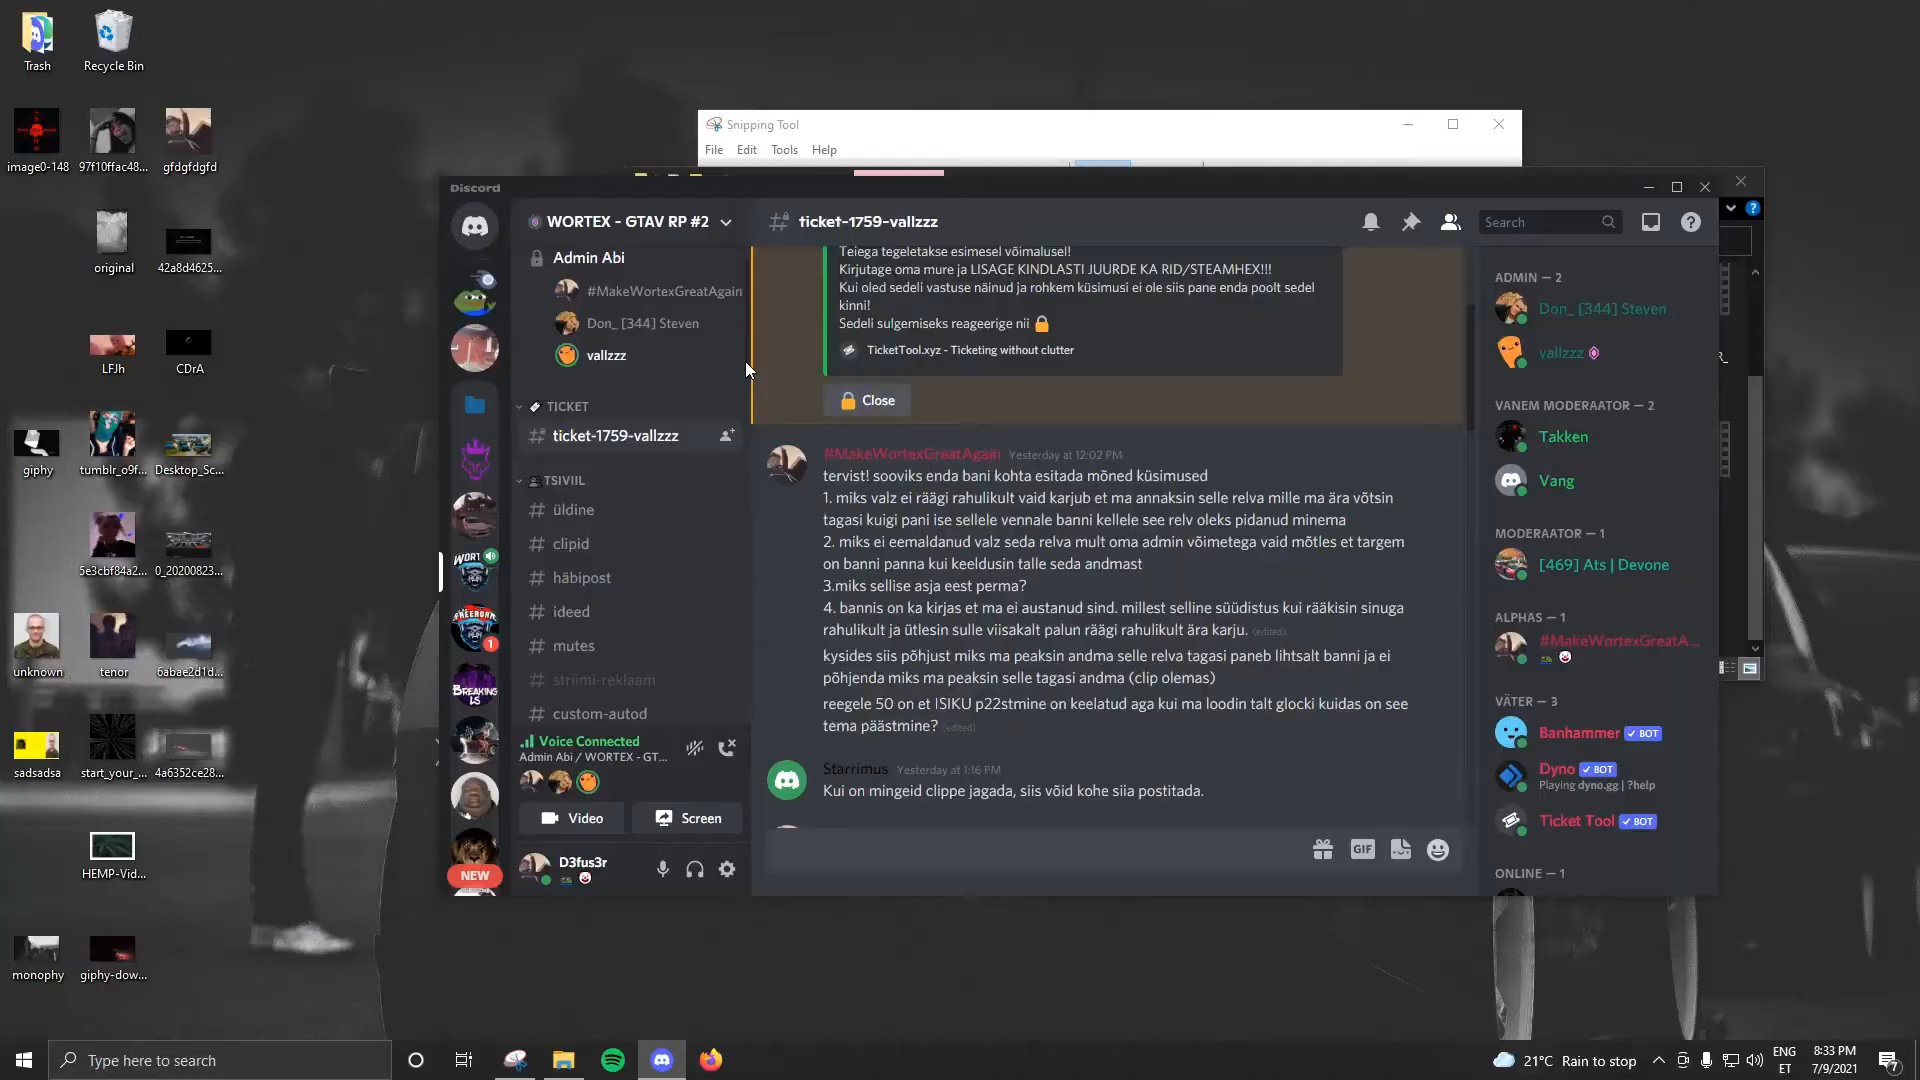 Trash
Recycle Bin
image0-148
97f10ffac48...
gfdgfdgfd
original
42a8d4625...
LFJh
CDrA
giphy
tumblr_o9f...
Desktop_Sc...
5e3cbf84a2...
0_20200823...
unknown
tenor
6abae2d1d...
sadsadsa
start_your_...
4a6352ce28...
HEMP-Vid...
monophy
giphy-dow...
Snipping Tool
File Edit Tools Help
Discord
WORTEX - GTAV RP #2
Admin Abi
#MakeWortexGreatAgain
Don_ [344] Steven
vallzzz
TICKET
ticket-1759-vallzzz
TSIVIIL
üldine
clipid
häbipost
ideed
mutes
striimi-reklaam
custom-autod
Voice Connected
Admin Abi / WORTEX - GT...
Video
Screen
D3fus3r
WORT
FREEDOM
1
BREAKING
LS
NEW
ticket-1759-vallzzz
Search
Teiega tegeletakse esimesel võimalusel!
Kirjutage oma mure ja LISAGE KINDLASTI JUURDE KA RID/STEAMHEX!!!
Kui oled sedeli vastuse näinud ja rohkem küsimusi ei ole siis pane enda poolt sedel
kinni!
Sedeli sulgemiseks reageerige nii 🔒
TicketTool.xyz - Ticketing without clutter
🔒 Close
#MakeWortexGreatAgain Yesterday at 12:02 PM
tervist! sooviks enda bani kohta esitada mõned küsimused
1. miks valz ei räägi rahulikult vaid karjub et ma annaksin selle relva mille ma ära võtsin
tagasi kuigi pani ise sellele vennale banni kellele see relv oleks pidanud minema
2. miks ei eemaldanud valz seda relva mult oma admin võimetega vaid mõtles et targem
on banni panna kui keeldusin talle seda andmast
3.miks sellise asja eest perma?
4. bannis on ka kirjas et ma ei austanud sind. millest selline süüdistus kui rääkisin sinuga
rahulikult ja ütlesin sulle viisakalt palun räägi rahulikult ära karju. (edited)
kysides siis põhjust miks ma peaksin andma selle relva tagasi paneb lihtsalt banni ja ei
põhjenda miks ma peaksin selle tagasi andma (clip olemas)
reegele 50 on et ISIKU p22stmine on keelatud aga kui ma loodin talt glocki kuidas on see
tema päästmine? (edited)
Starrimus Yesterday at 1:16 PM
Kui on mingeid clippe jagada, siis võid kohe siia postitada.
GIF
ADMIN — 2
Don_ [344] Steven
vallzzz
VANEM MODERAATOR — 2
Takken
Vang
MODERAATOR — 1
[469] Ats | Devone
ALPHAS — 1
#MakeWortexGreatA...
VÄTER — 3
Banhammer ✓ BOT
Dyno ✓ BOT
Playing dyno.gg | ?help
Ticket Tool ✓ BOT
ONLINE — 1
Type here to search
21°C Rain to stop
ENG
ET
8:33 PM
7/9/2021
7